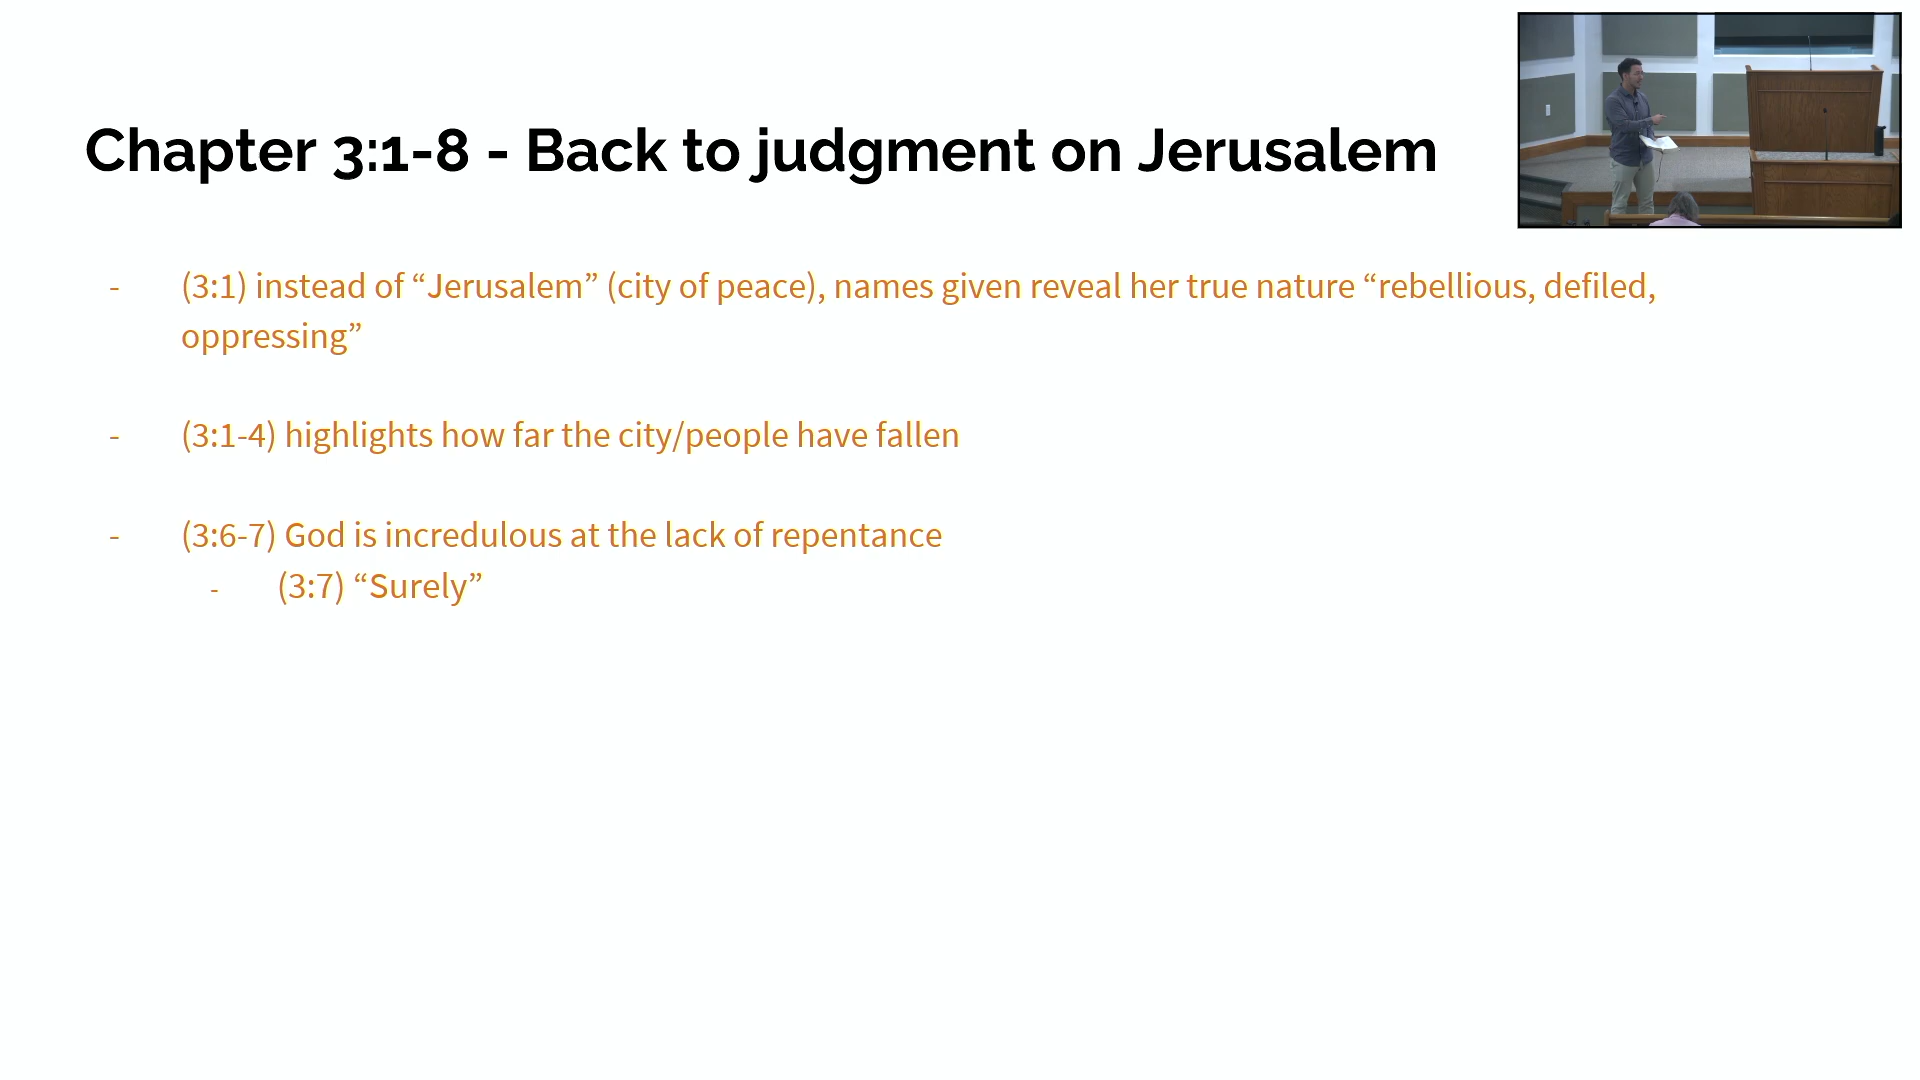 Chapter 3:1-8 - Back to judgment on Jerusalem
- (3:1) instead of “Jerusalem” (city of peace), names given reveal her true nature “rebellious, defiled,
oppressing”
- (3:1-4) highlights how far the city/people have fallen
- (3:6-7) God is incredulous at the lack of repentance
- (3:7) “Surely”